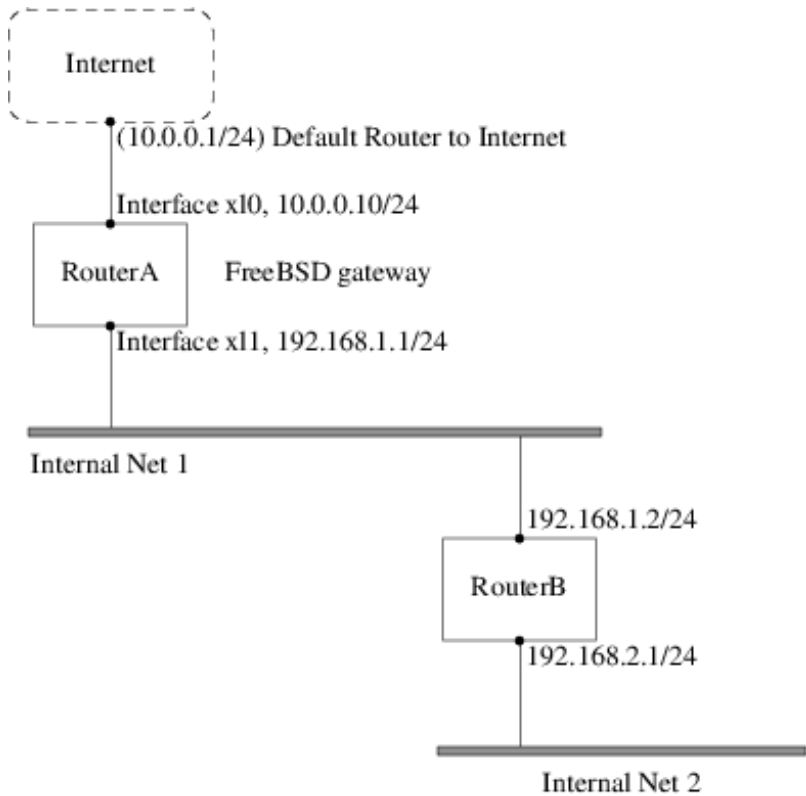 Internet
(10.0.0.1/24) Default Router to Internet
Interface xl0, 10.0.0.10/24
RouterA
FreeBSD gateway
Interface xl1, 192.168.1.1/24
Internal Net 1
192.168.1.2/24
RouterB
192.168.2.1/24
Internal Net 2